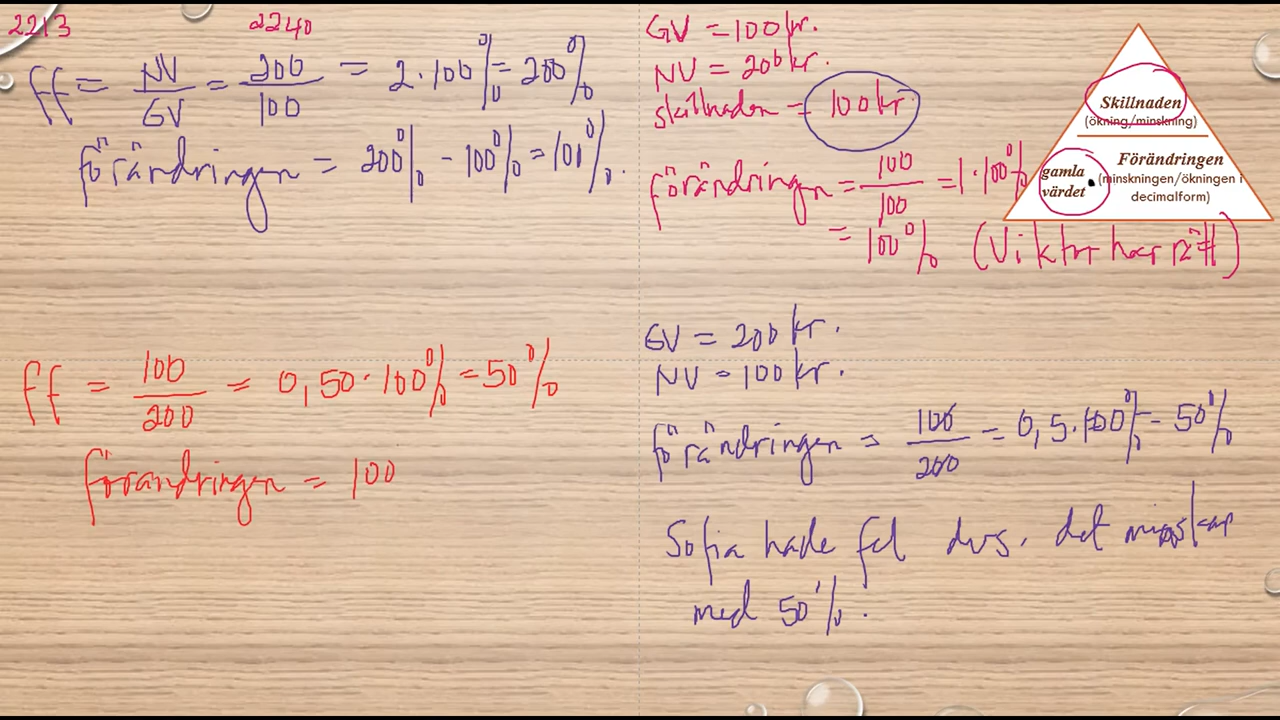 2213
2240
ff = NV/GV = 200/100 = 2·100% = 200%
förändringen = 200% - 100% = 100%.
GV = 100 kr.
NV = 200 kr.
skillnaden = 100 kr
förändringen = 100/100 = 1·100%
= 100% (Viktor har rätt)
Skillnaden
(ökning/minskning)
gamla
värdet
Förändringen
(minskningen/ökningen i
decimalform)
ff = 100/200 = 0,50·100% = 50%
förändringen = 100
GV = 200 kr.
NV = 100 kr.
förändringen = 100/200 = 0,5·100% = 50%
Sofia hade fel dvs. det
med 50%.